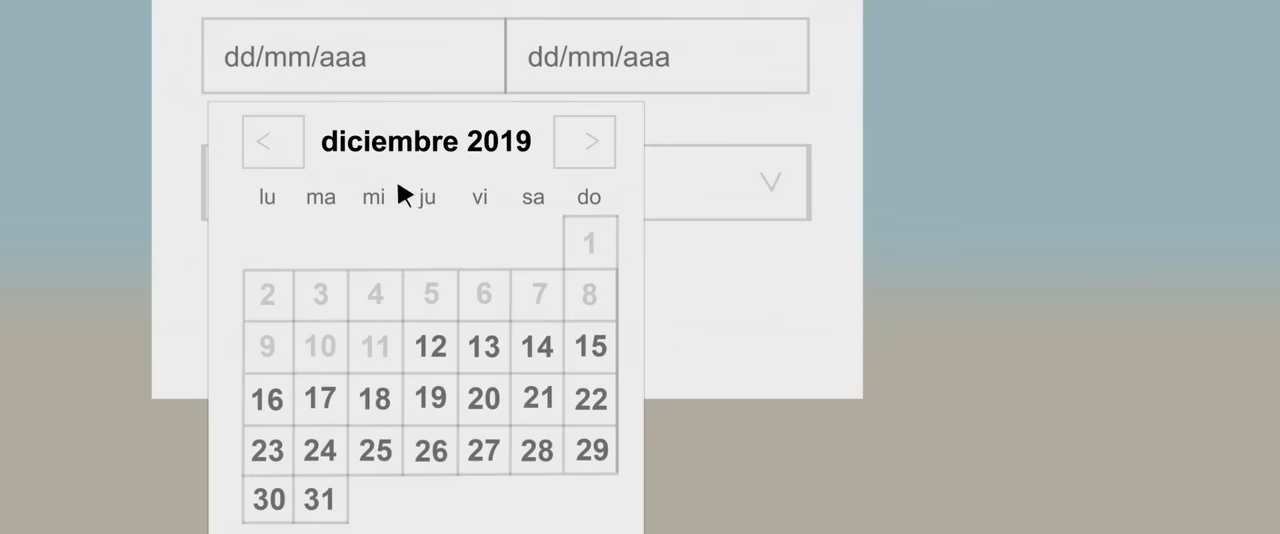 dd/mm/aaa dd/mm/aaa
< diciembre 2019 >
lu ma mi ju vi sa do
1
2 3 4 5 6 7 8
9 10 11 12 13 14 15
16 17 18 19 20 21 22
23 24 25 26 27 28 29
30 31